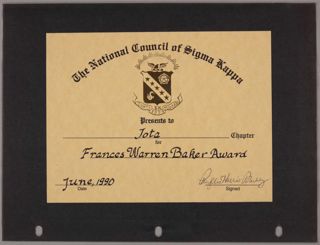 The National Council of Sigma Kappa
Presents to
Iota Chapter
for
Frances Warren Baker Award
June, 1990
Date
Signed